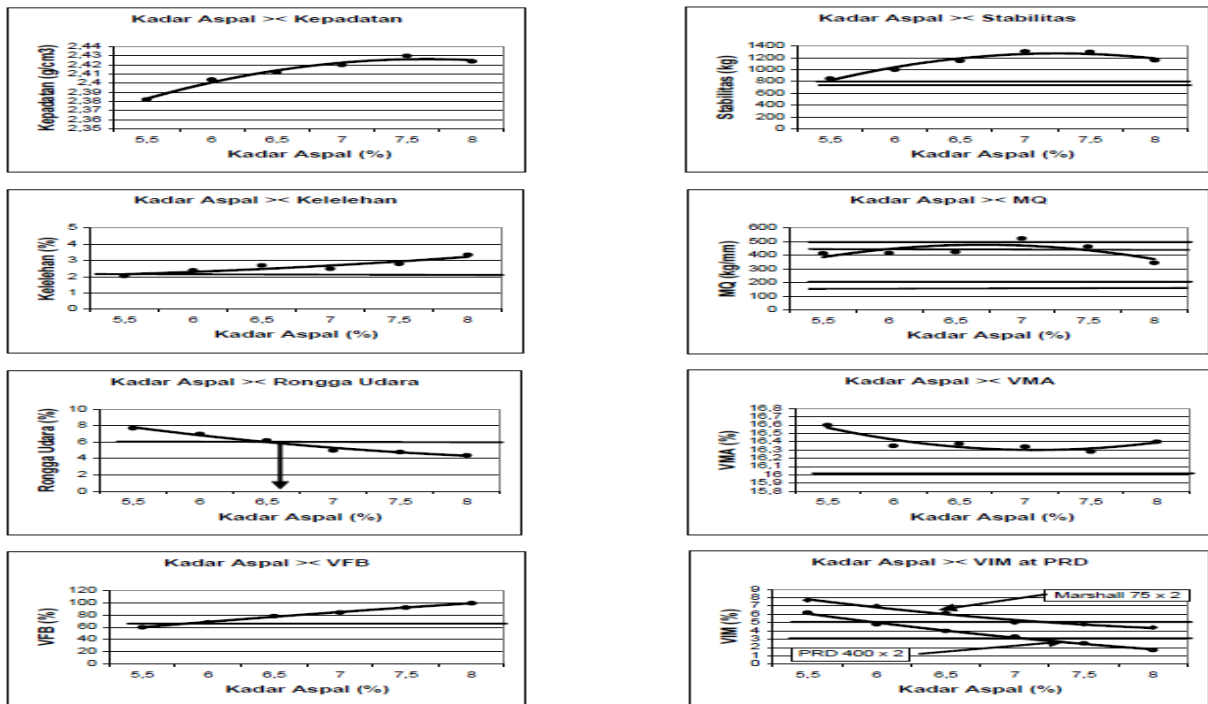 Kadar Aspal >< Kepadatan
Kepadatan (g/cm3)
2,44
2,43
2,42
2,41
2,4
2,39
2,38
2,37
2,36
2,35
5,5 6 6,5 7 7,5 8
Kadar Aspal (%)
Kadar Aspal >< Stabilitas
Stabilitas (kg)
1400
1200
1000
800
600
400
200
0
5,5 6 6,5 7 7,5 8
Kadar Aspal (%)
Kadar Aspal >< Kelelehan
Kelelehan (%)
5
4
3
2
1
0
5,5 6 6,5 7 7,5 8
Kadar Aspal (%)
Kadar Aspal >< MQ
MQ (kg/mm)
600
500
400
300
200
100
0
5,5 6 6,5 7 7,5 8
Kadar Aspal (%)
Kadar Aspal >< Rongga Udara
Rongga Udara (%)
10
8
6
4
2
0
5,5 6 6,5 7 7,5 8
Kadar Aspal (%)
Kadar Aspal >< VMA
VMA (%)
16,8
16,7
16,6
16,5
16,4
16,3
16,2
16,1
16
15,9
15,8
5,5 6 6,5 7 7,5 8
Kadar Aspal (%)
Kadar Aspal >< VFB
VFB (%)
120
100
80
60
40
20
0
5,5 6 6,5 7 7,5 8
Kadar Aspal (%)
Kadar Aspal >< VIM at PRD
VIM (%)
9
8
7
6
5
4
3
2
1
0
Marshall 75 x 2
PRD 400 x 2
5,5 6 6,5 7 7,5 8
Kadar Aspal (%)